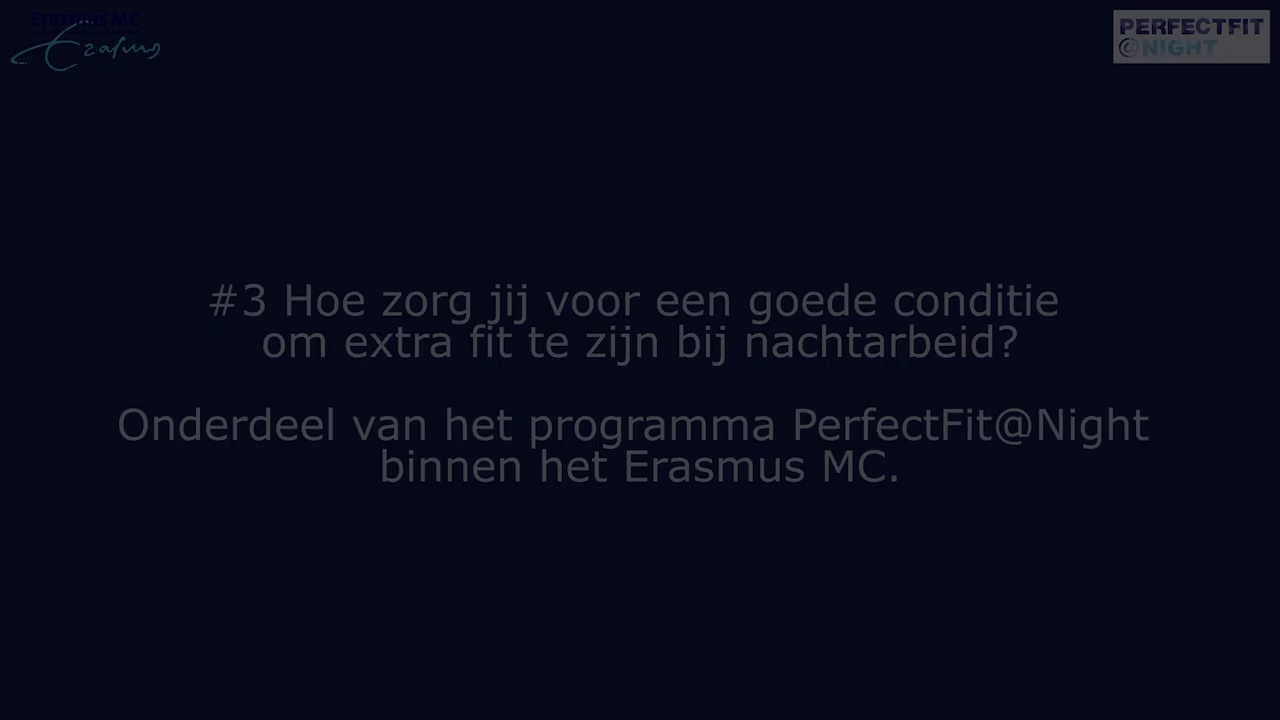 Erasmus MC
Erasmus
PERFECTFIT
@NIGHT
#3 Hoe zorg jij voor een goede conditie
om extra fit te zijn bij nachtarbeid?
Onderdeel van het programma PerfectFit@Night
binnen het Erasmus MC.